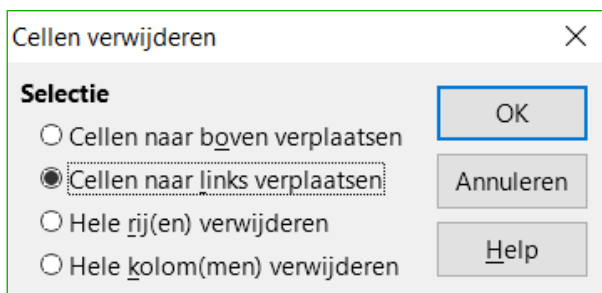 Cellen verwijderen
Selectie
Cellen naar boven verplaatsen
Cellen naar links verplaatsen
Hele rij(en) verwijderen
Hele kolom(men) verwijderen
OK
Annuleren
Help